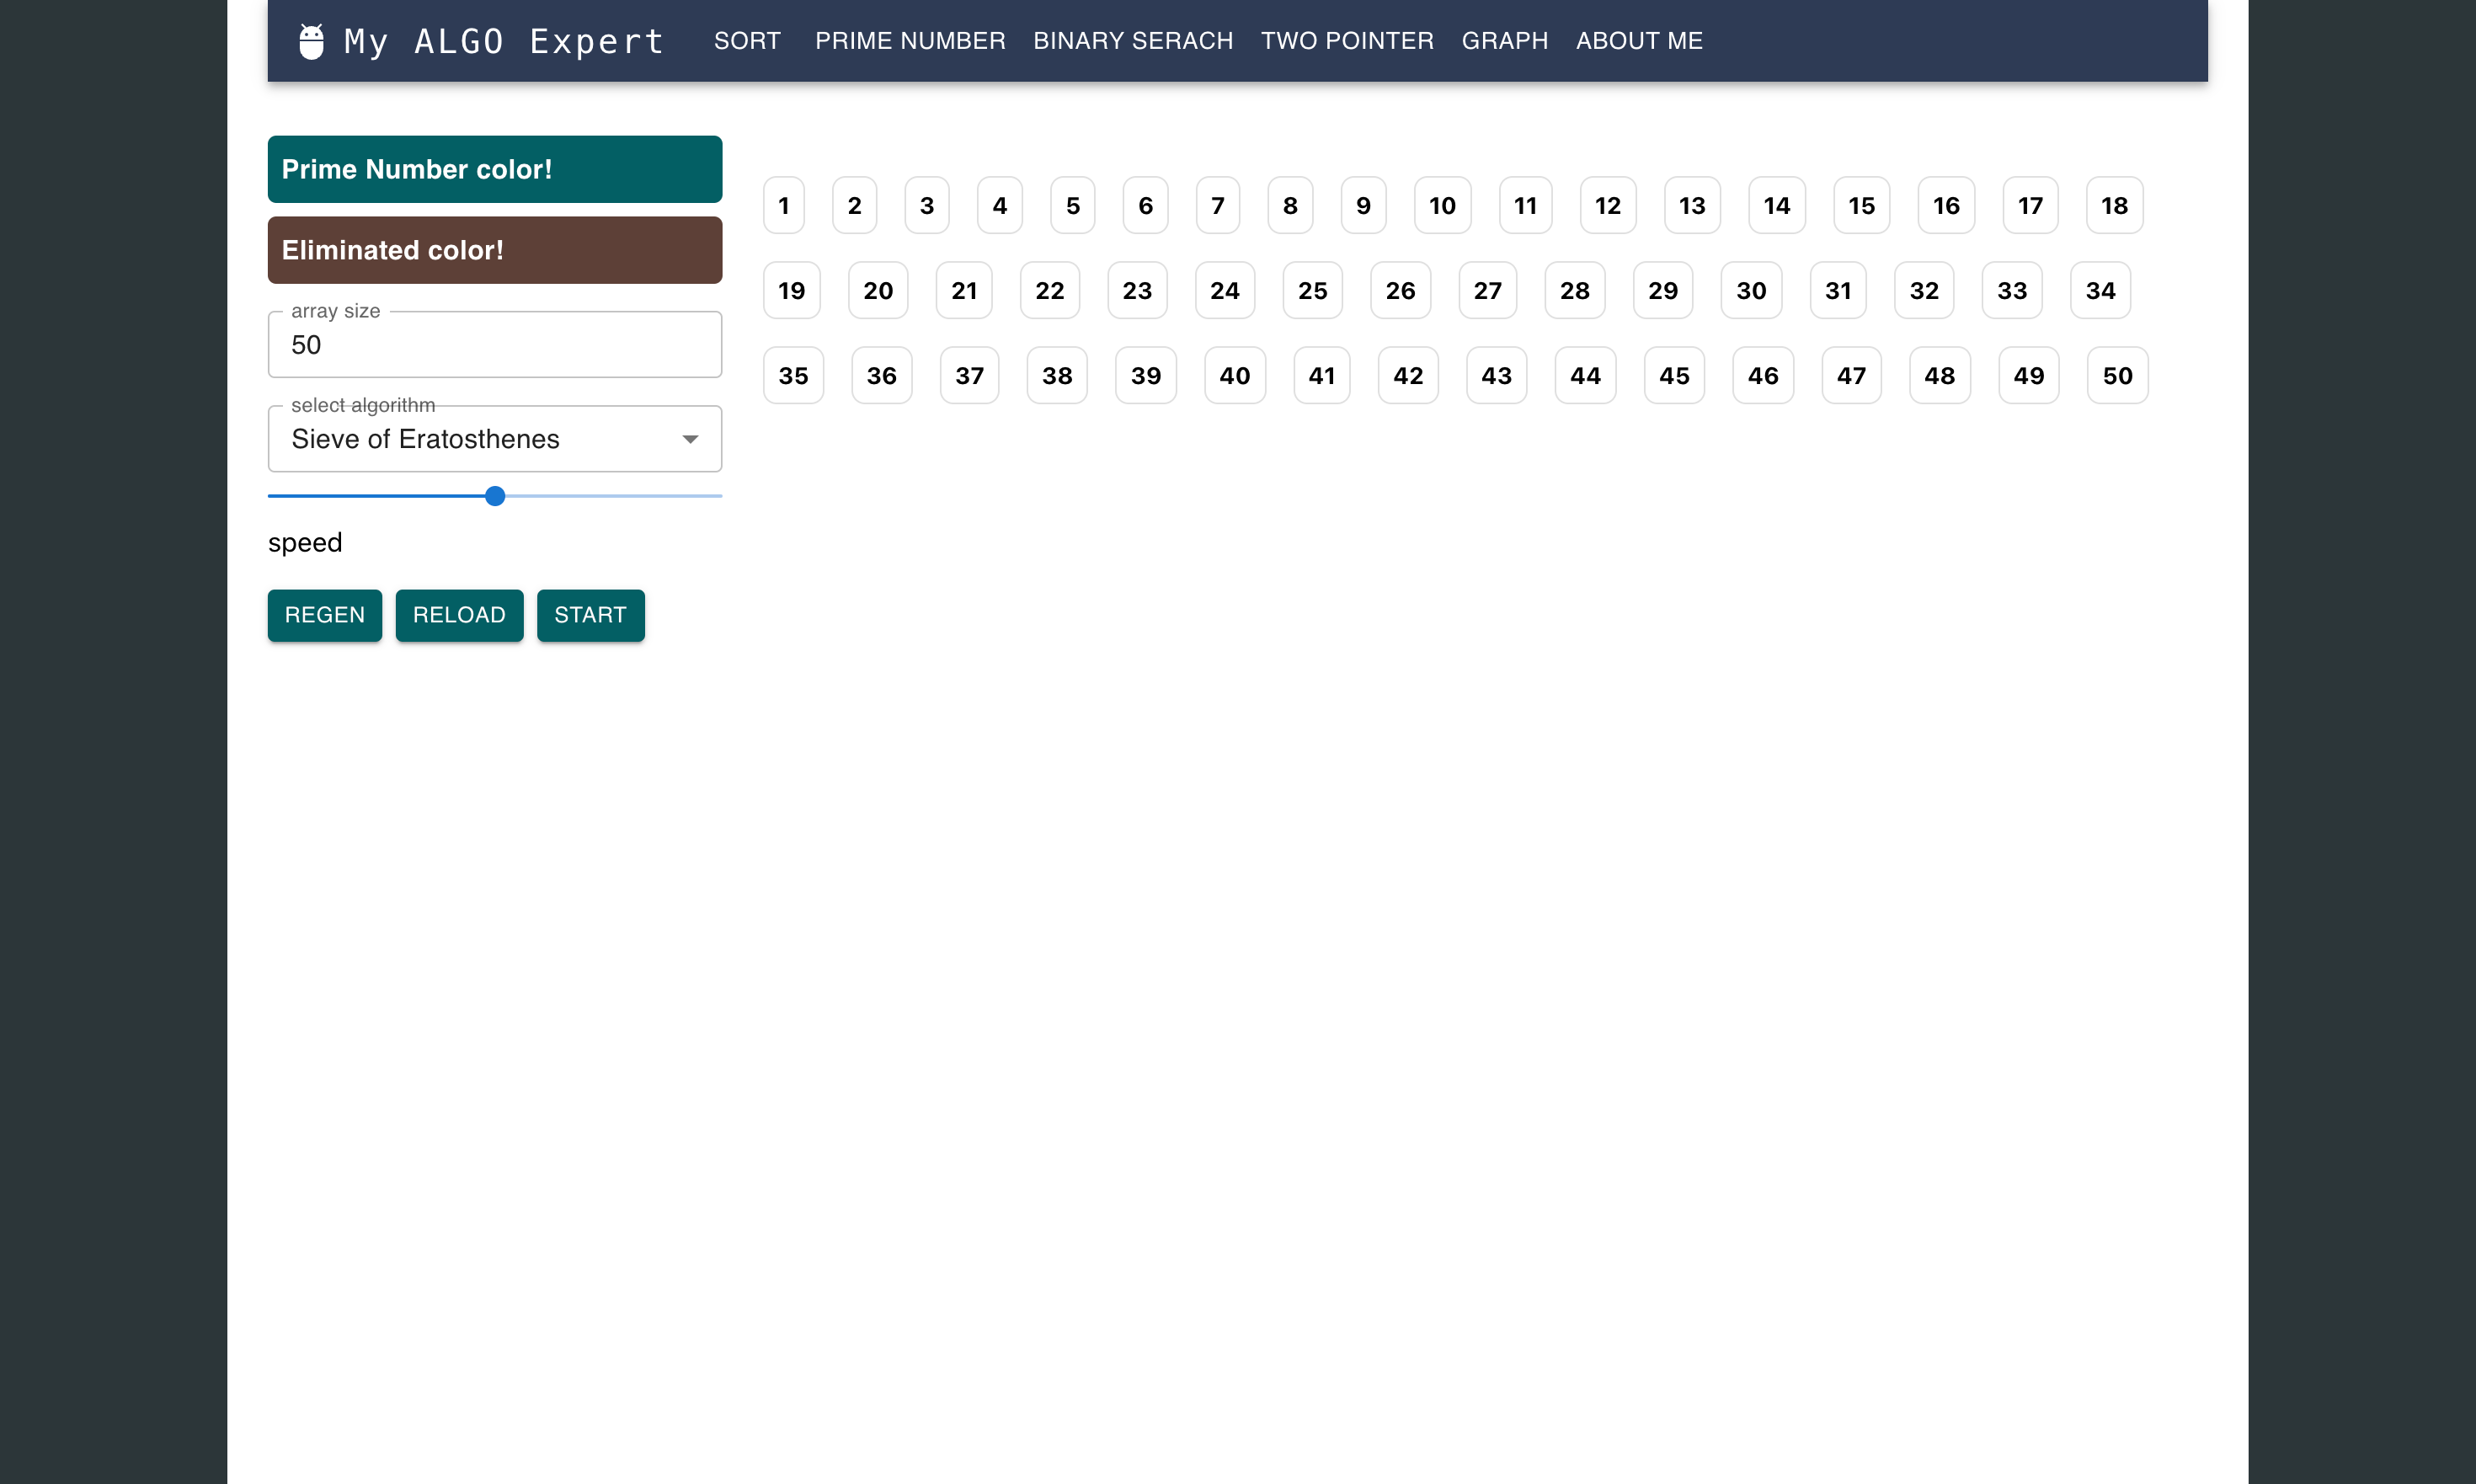 My ALGO Expert SORT PRIME NUMBER BINARY SERACH TWO POINTER GRAPH ABOUT ME
Prime Number color!
Eliminated color!
array size
50
select algorithm
Sieve of Eratosthenes
speed
REGEN RELOAD START
1 2 3 4 5 6 7 8 9 10 11 12 13 14 15 16 17 18
19 20 21 22 23 24 25 26 27 28 29 30 31 32 33 34
35 36 37 38 39 40 41 42 43 44 45 46 47 48 49 50